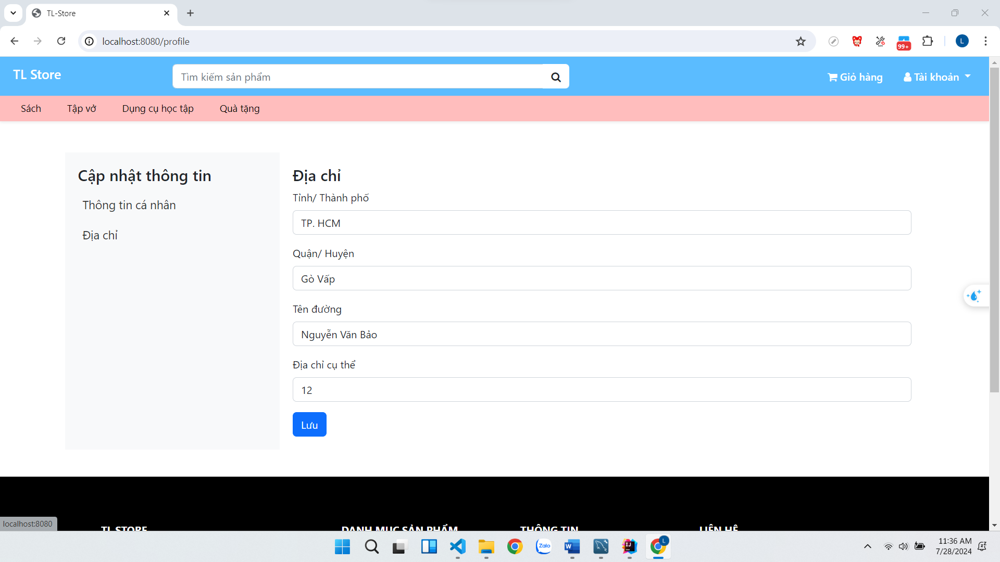 TL-Store
localhost:8080/profile
99+
L
TL Store
Tìm kiếm sản phẩm
Giỏ hàng
Tài khoản
Sách
Tập vở
Dụng cụ học tập
Quà tặng
Cập nhật thông tin
Thông tin cá nhân
Địa chỉ
Địa chỉ
Tỉnh/ Thành phố
TP. HCM
Quận/ Huyện
Gò Vấp
Tên đường
Nguyễn Văn Bảo
Địa chỉ cụ thể
12
Lưu
TL STORE
DANH MỤC SẢN PHẨM
THÔNG TIN
LIÊN HỆ
localhost:8080
Zalo
W
IJ
L
11:36 AM
7/28/2024